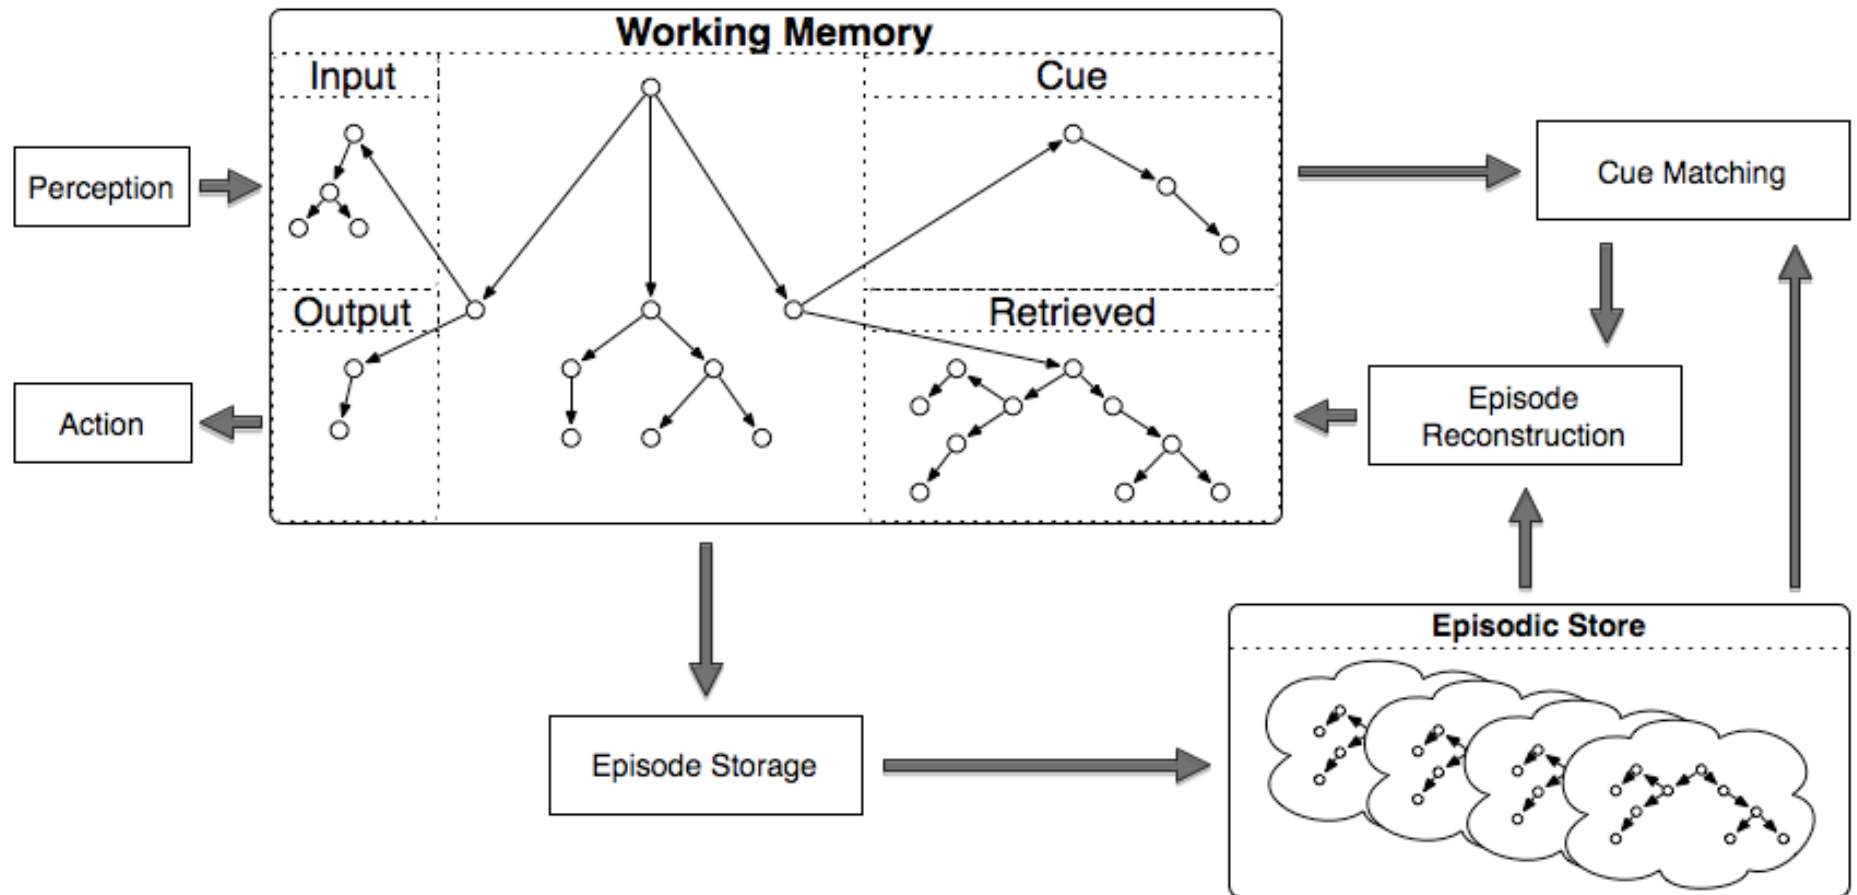 Working Memory
Input
Cue
Perception
Cue Matching
Output
Retrieved
Action
Episode
Reconstruction
Episodic Store
Episode Storage